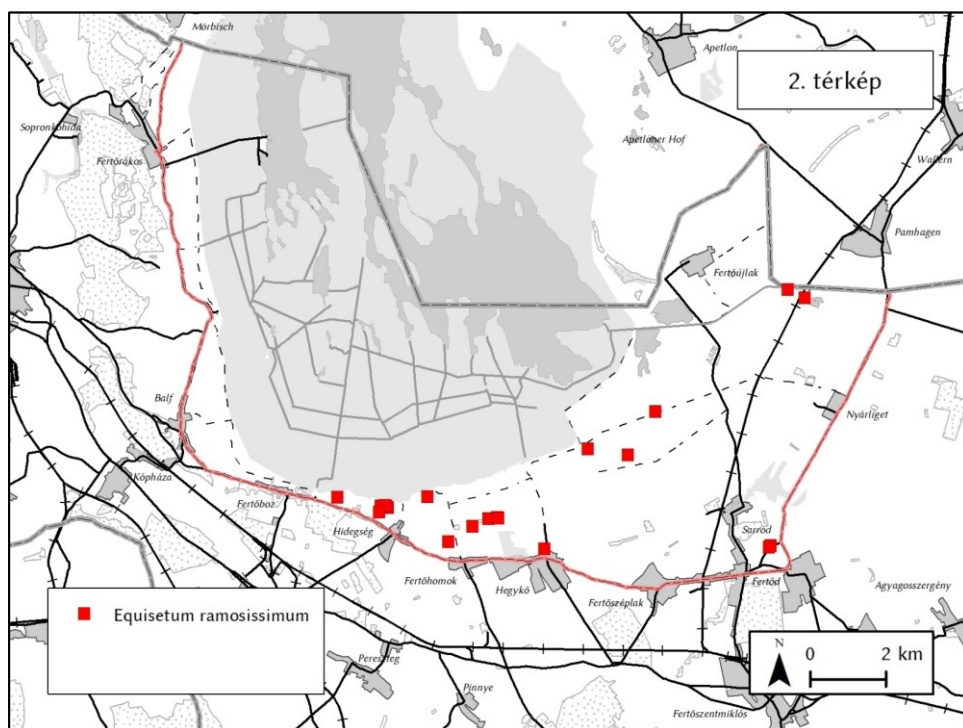 Mörbisch
Apetlon
2. térkép
Sopronkőhida
Fertőrákos
Apetloner Hof
Wallern
Pamhagen
Fertőújlak
Balf
Nyárliget
Kópháza
Fertőboz
Hidegség
Sarród
Fertőhomok
Hegykő
Fertőd
Agyagosszergény
Fertőszéplak
Equisetum ramosissimum
N
0 2 km
Pereszteg
Pinnye
Fertőszentmiklós